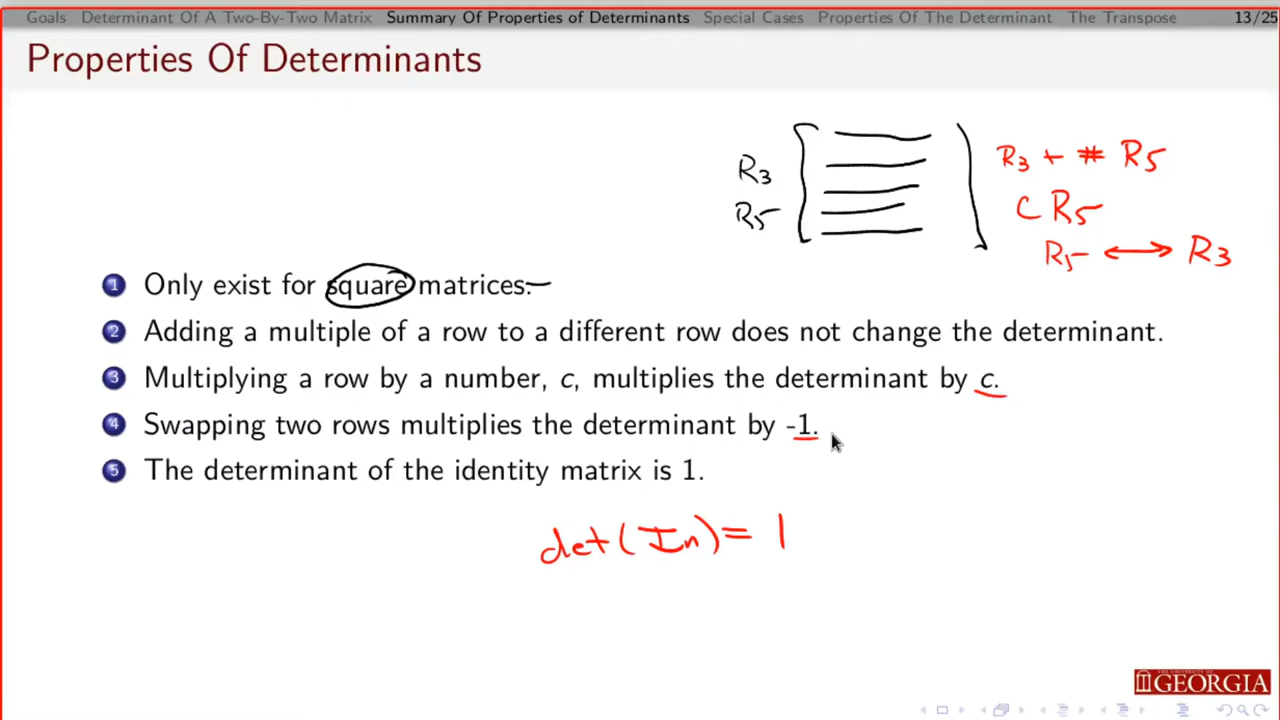 Goals Determinant Of A Two-By-Two Matrix Summary Of Properties of Determinants Special Cases Properties Of The Determinant The Transpose 13/25
Properties Of Determinants
R3
R5
R3 + # R5
C R5
R5 ↔ R3
1 Only exist for square matrices.
2 Adding a multiple of a row to a different row does not change the determinant.
3 Multiplying a row by a number, c, multiplies the determinant by c.
4 Swapping two rows multiplies the determinant by -1.
5 The determinant of the identity matrix is 1.
det(In) = 1
GEORGIA